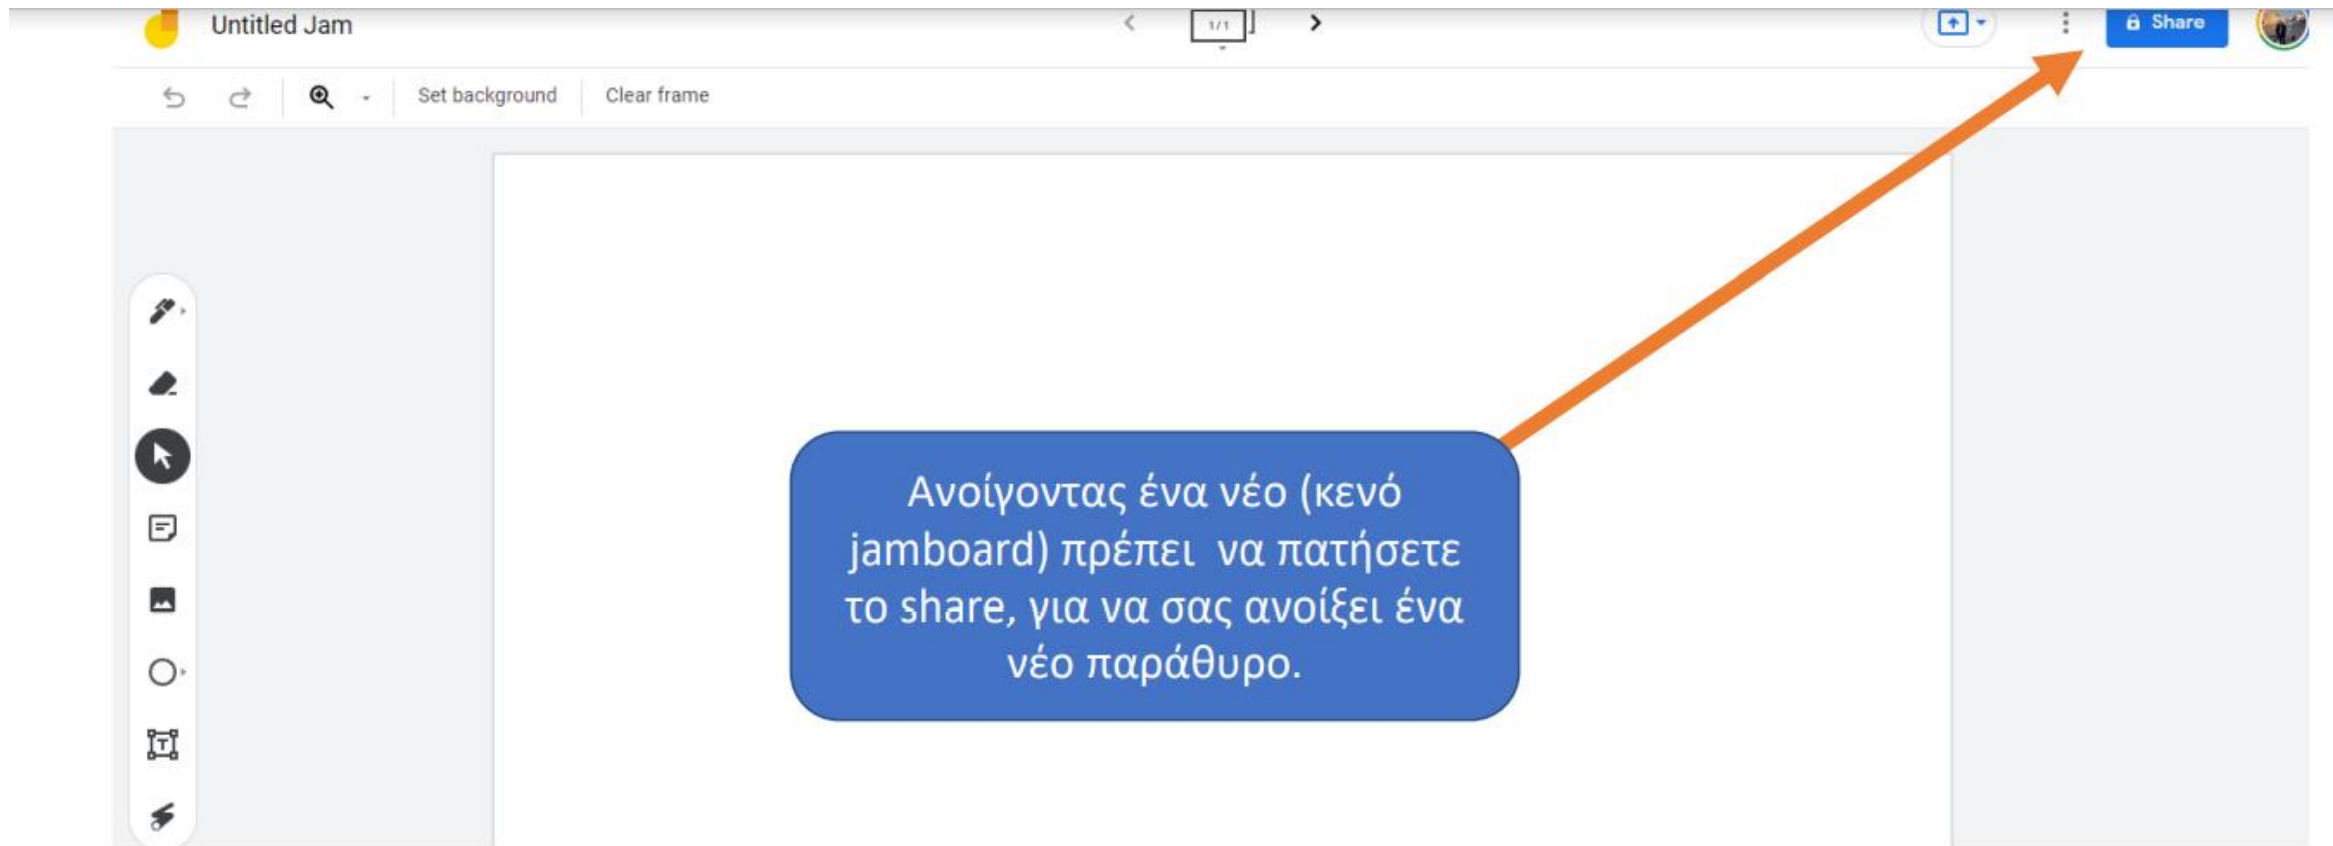 Untitled Jam
1/1
Share
Set background
Clear frame
Ανοίγοντας ένα νέο (κενό
jamboard) πρέπει  να πατήσετε
το share, για να σας ανοίξει ένα
νέο παράθυρο.